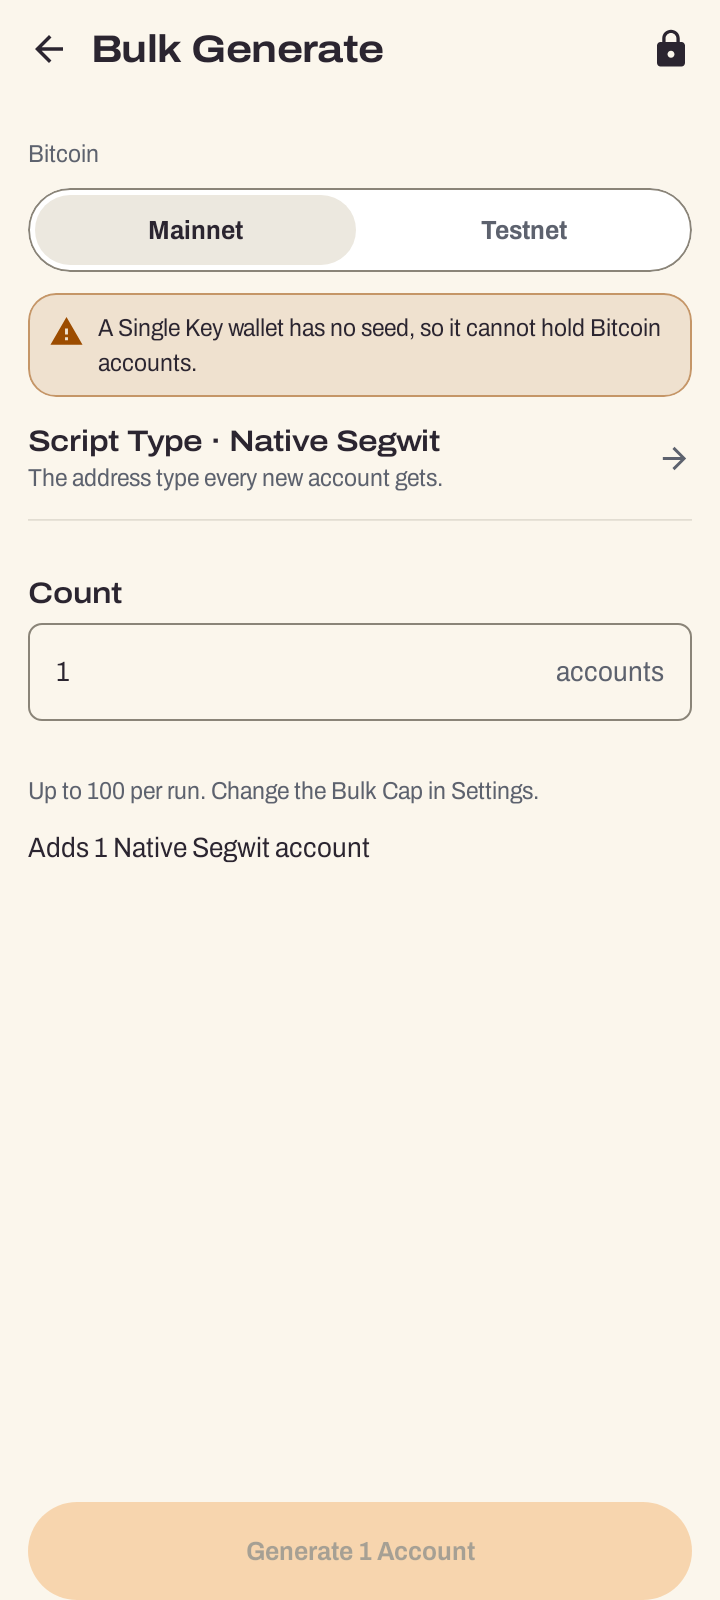 Bulk Generate
Bitcoin
Mainnet
Testnet
A Single Key wallet has no seed, so it cannot hold Bitcoin
accounts.
Script Type · Native Segwit
The address type every new account gets.
Count
1
accounts
Up to 100 per run. Change the Bulk Cap in Settings.
Adds 1 Native Segwit account
Generate 1 Account